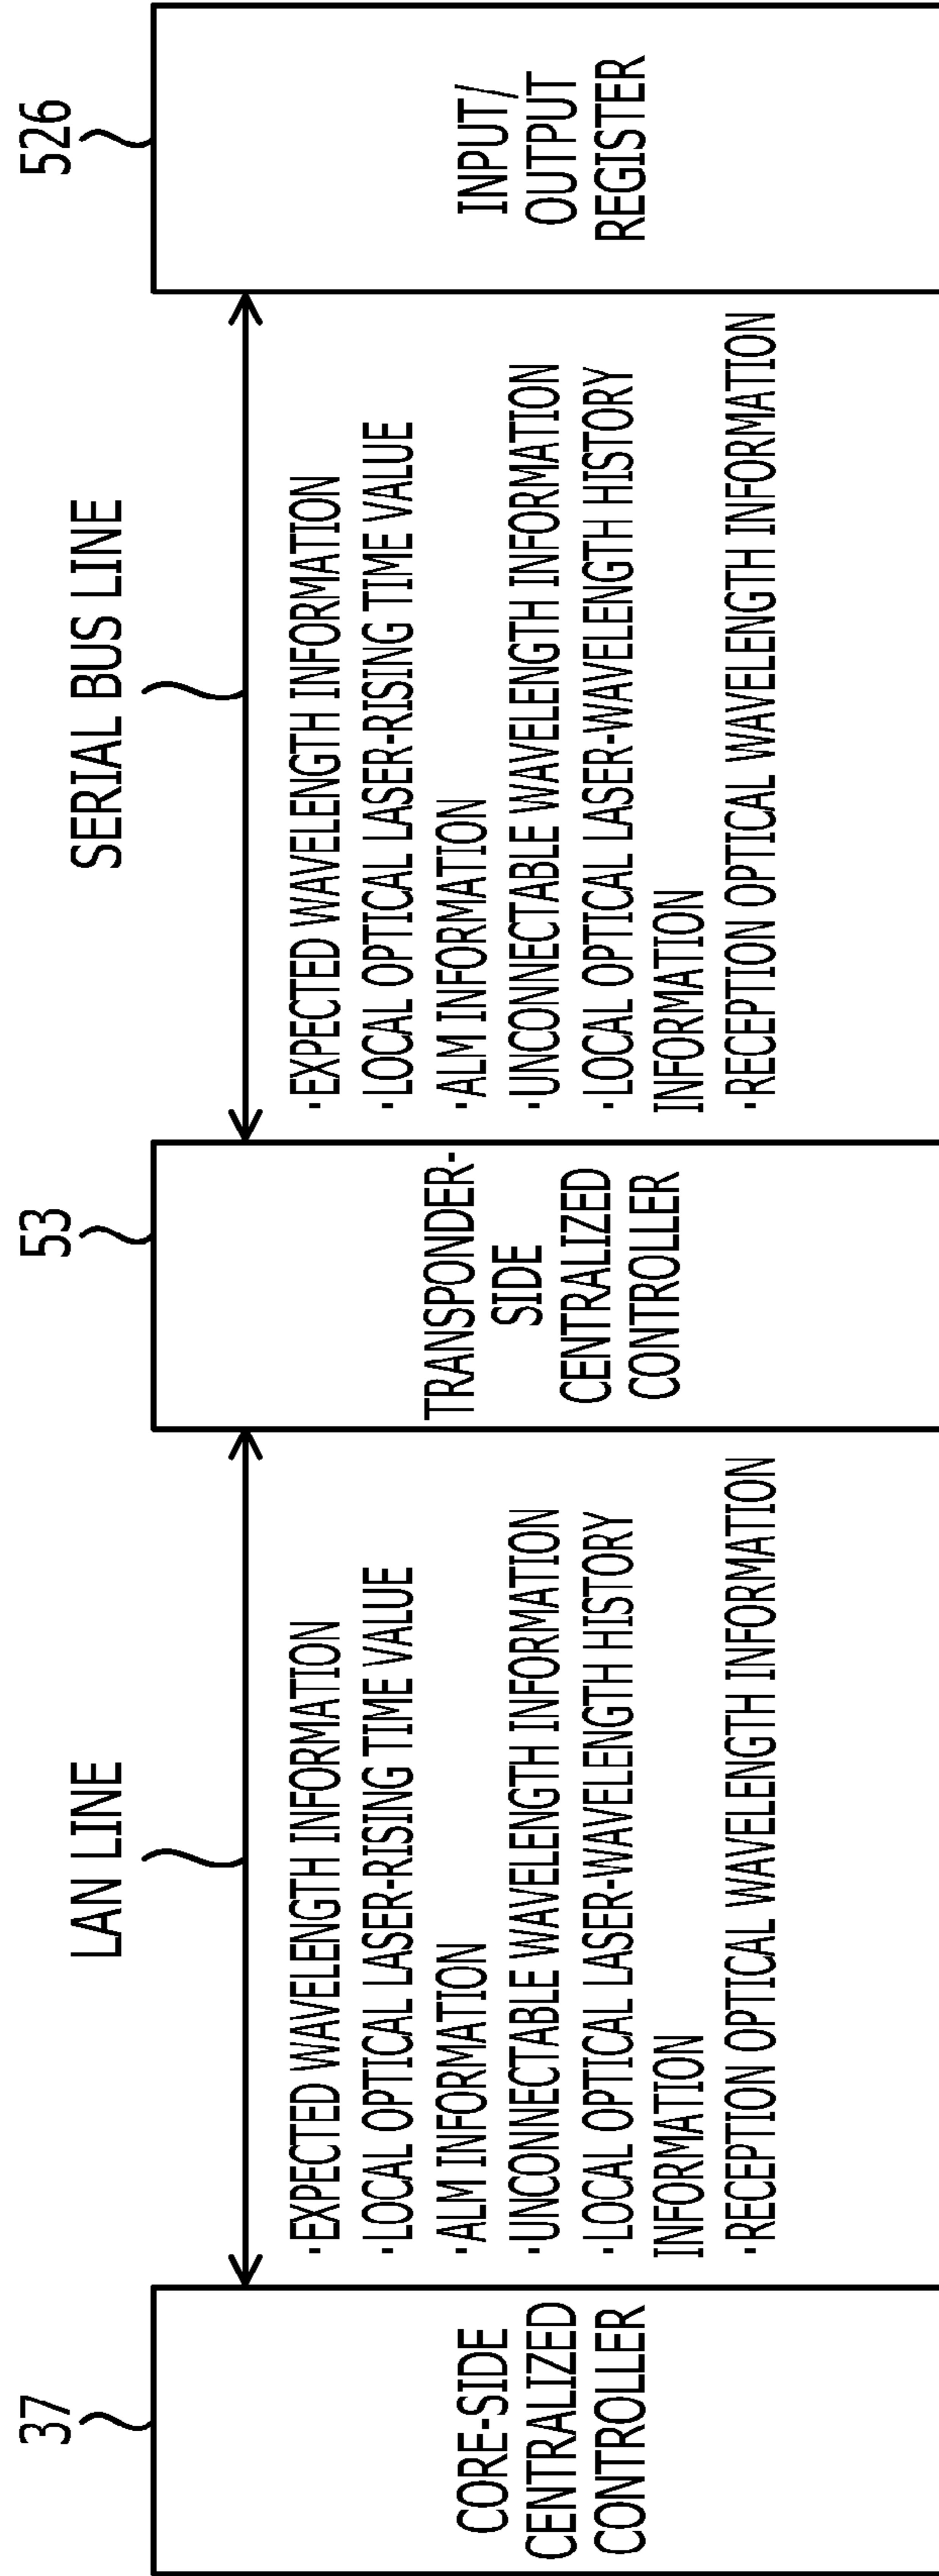 37
CORE-SIDE
CENTRALIZED
CONTROLLER
LAN LINE
· EXPECTED WAVELENGTH INFORMATION
· LOCAL OPTICAL LASER-RISING TIME VALUE
· ALM INFORMATION
· UNCONNECTABLE WAVELENGTH INFORMATION
· LOCAL OPTICAL LASER-WAVELENGTH HISTORY
INFORMATION
· RECEPTION OPTICAL WAVELENGTH INFORMATION
53
TRANSPONDER-
SIDE
CENTRALIZED
CONTROLLER
SERIAL BUS LINE
· EXPECTED WAVELENGTH INFORMATION
· LOCAL OPTICAL LASER-RISING TIME VALUE
· ALM INFORMATION
· UNCONNECTABLE WAVELENGTH INFORMATION
· LOCAL OPTICAL LASER-WAVELENGTH HISTORY
INFORMATION
· RECEPTION OPTICAL WAVELENGTH INFORMATION
526
INPUT/
OUTPUT
REGISTER